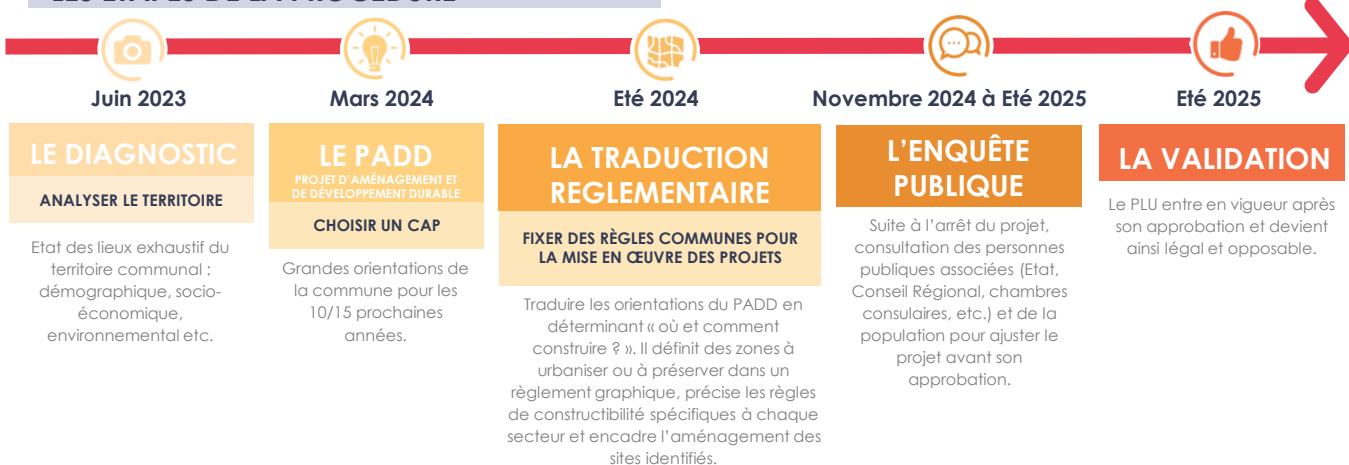 LES ETAPES DE LA PROCEDURE
Juin 2023
Mars 2024
Eté 2024
Novembre 2024 à Eté 2025
Eté 2025
LE DIAGNOSTIC
ANALYSER LE TERRITOIRE
Etat des lieux exhaustif du
territoire communal :
démographique, socio-
économique,
environnemental etc.
LE PADD
PROJET D'AMÉNAGEMENT ET
DE DÉVELOPPEMENT DURABLE
CHOISIR UN CAP
Grandes orientations de
la commune pour les
10/15 prochaines
années.
LA TRADUCTION
REGLEMENTAIRE
FIXER DES RÈGLES COMMUNES POUR
LA MISE EN ŒUVRE DES PROJETS
Traduire les orientations du PADD en
déterminant « où et comment
construire ? ». Il définit des zones à
urbaniser ou à préserver dans un
règlement graphique, précise les règles
de constructibilité spécifiques à chaque
secteur et encadre l'aménagement des
sites identifiés.
L'ENQUÊTE
PUBLIQUE
Suite à l'arrêt du projet,
consultation des personnes
publiques associées (Etat,
Conseil Régional, chambres
consulaires, etc.) et de la
population pour ajuster le
projet avant son
approbation.
LA VALIDATION
Le PLU entre en vigueur après
son approbation et devient
ainsi légal et opposable.